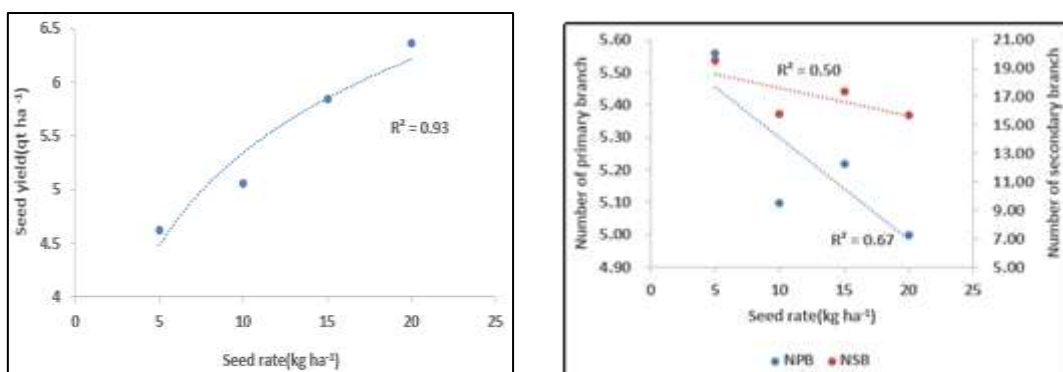 6.5
6
5.5
5
4.5
4
Seed yield(qt ha ⁻¹)
R² = 0.93
0 5 10 15 20 25
Seed rate(kg ha⁻¹)
5.60
5.50
5.40
5.30
5.20
5.10
5.00
4.90
Number of primary branch
R² = 0.50
R² = 0.67
21.00
19.00
17.00
15.00
13.00
11.00
9.00
7.00
5.00
Number of secondary branch
0 5 10 15 20 25
Seed rate(kg ha⁻¹)
NPB NSB